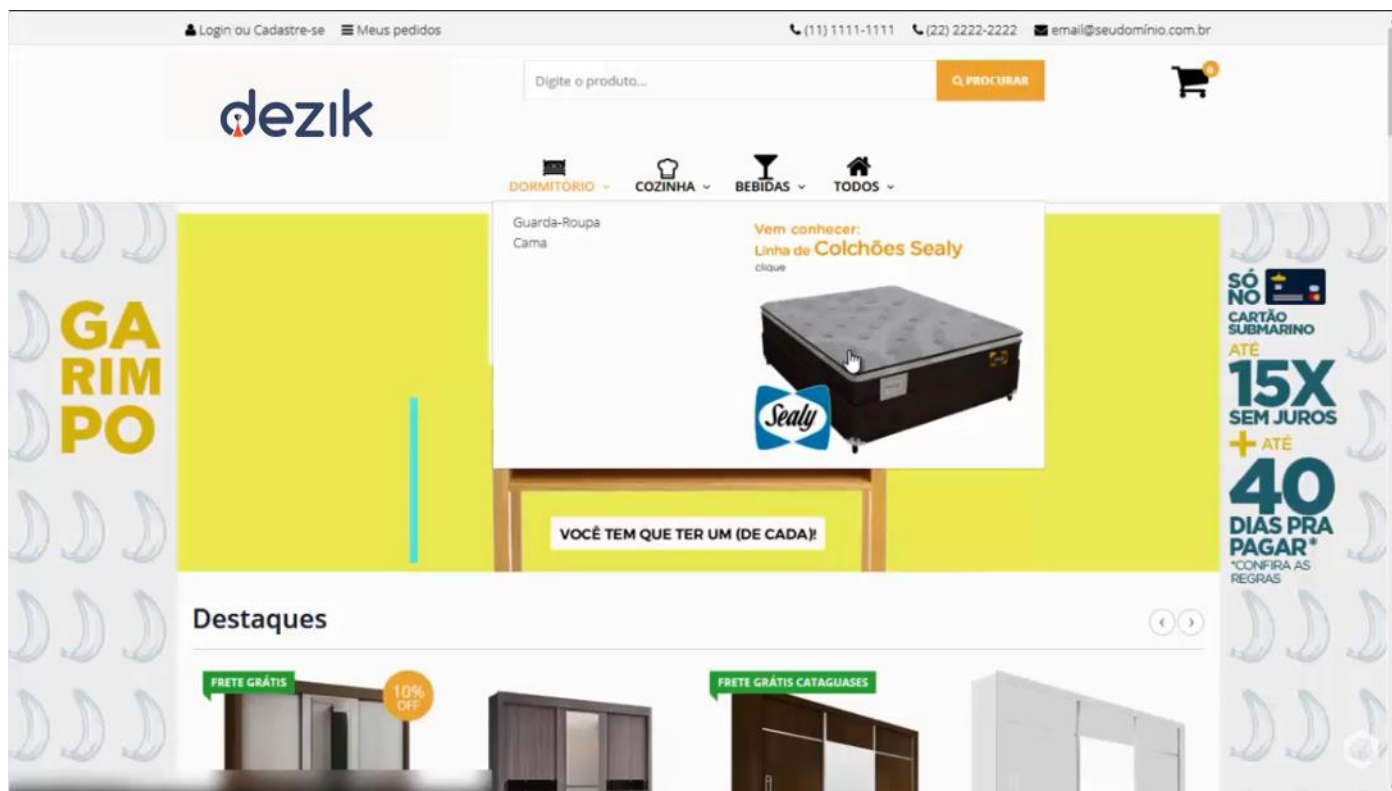 Login ou Cadastre-se Meus pedidos (11) 1111-1111 (22) 2222-2222 email@seudomínio.com.br
dezik
Digite o produto...
PROCURAR
0
DORMITÓRIO COZINHA BEBIDAS TODOS
Guarda-Roupa
Cama
Vem conhecer:
Linha de Colchões Sealy
clique
Sealy
GA
RIM
PO
VOCÊ TEM QUE TER UM (DE CADA)!
SÓ
NO
CARTÃO
SUBMARINO
ATÉ
15X
SEM JUROS
+ ATÉ
40
DIAS PRA
PAGAR*
*CONFIRA AS
REGRAS
Destaques
FRETE GRÁTIS
10%
OFF
FRETE GRÁTIS CATAGUASES